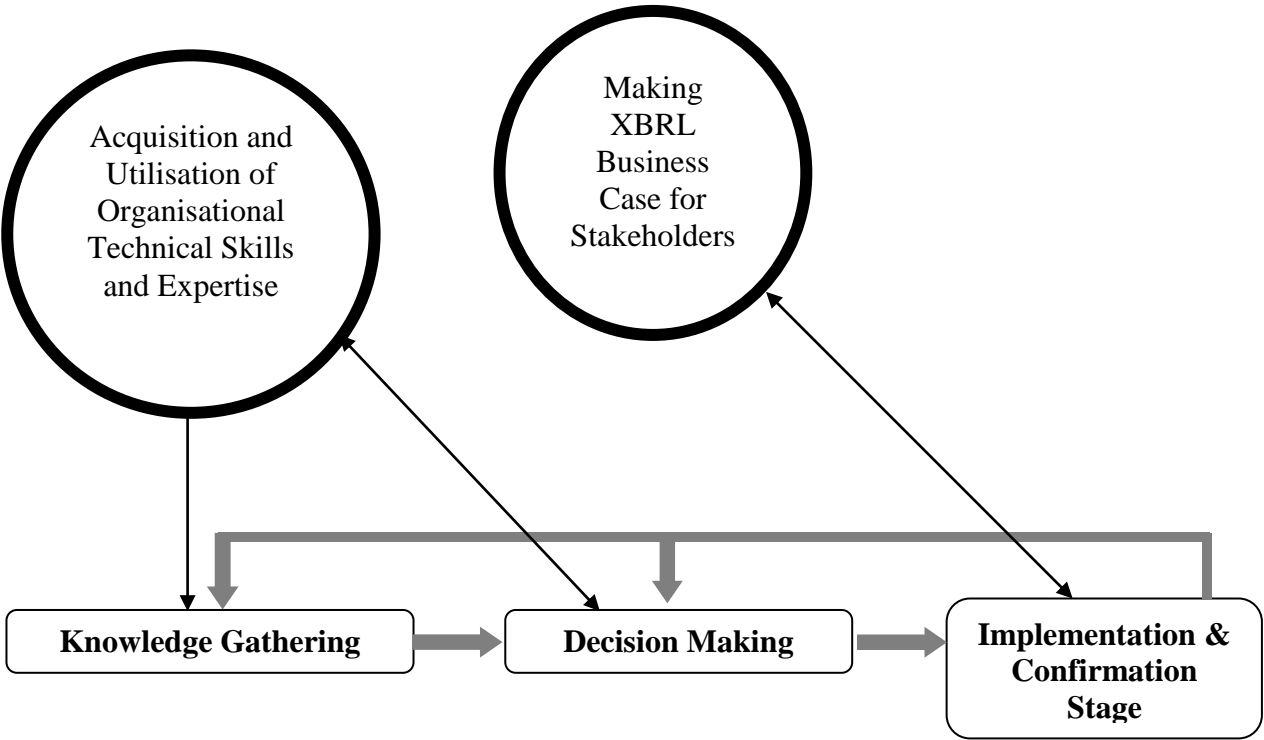 Acquisition and
Utilisation of
Organisational
Technical Skills
and Expertise
Making
XBRL
Business
Case for
Stakeholders
Knowledge Gathering
Decision Making
Implementation &
Confirmation
Stage